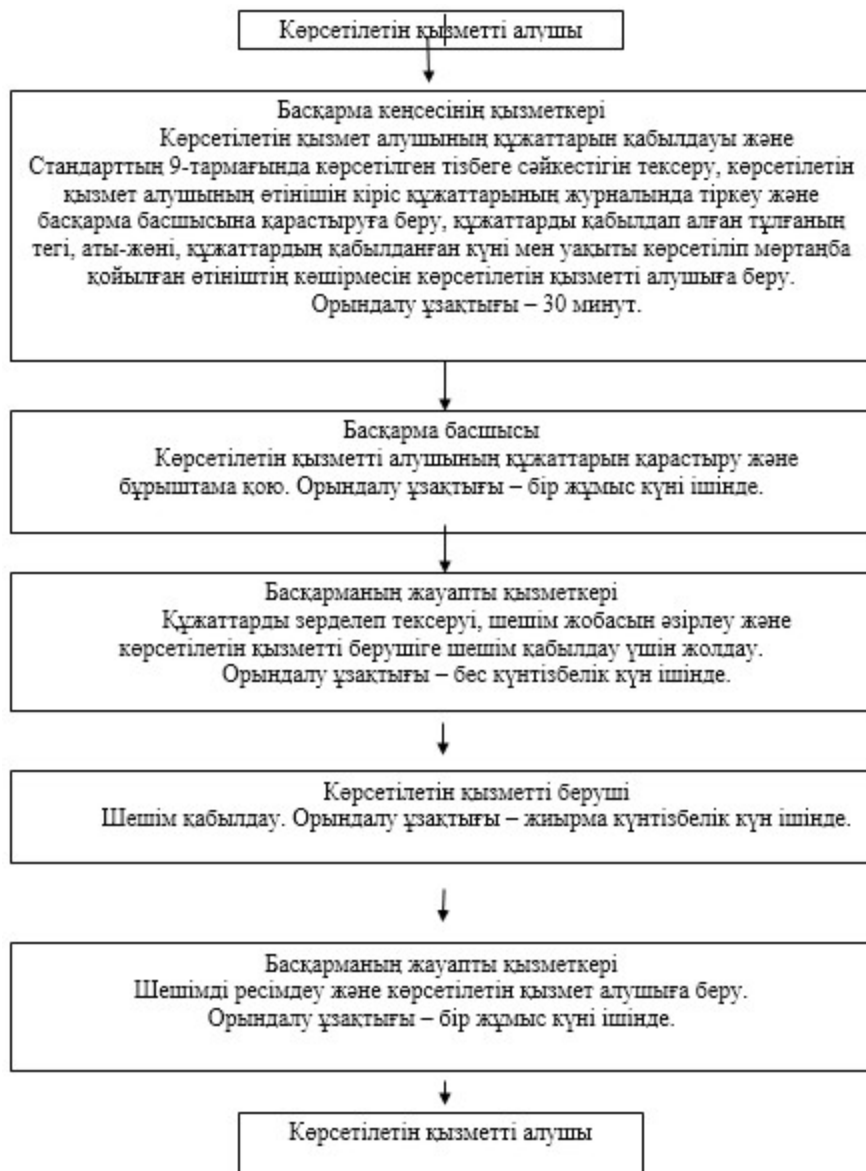 Көрсетілетін қызметті алушы
Басқарма кеңсесінің қызметкері
Көрсетілетін қызмет алушының құжаттарын қабылдауы және
Стандарттың 9-тармағында көрсетілген тізбеге сәйкестігін тексеру, көрсетілетін
қызмет алушының өтінішін кіріс құжаттарының журналында тіркеу және
басқарма басшысына қарастыруға беру, құжаттарды қабылдап алған тұлғаның
тегі, аты-жөні, құжаттардың қабылданған күні мен уақыты көрсетіліп мөртаңба
қойылған өтініштің көшірмесін көрсетілетін қызметті алушыға беру.
Орындалу ұзақтығы – 30 минут.
Басқарма басшысы
Көрсетілетін қызметті алушының құжаттарын қарастыру және
бұрыштама қою. Орындалу ұзақтығы – бір жұмыс күні ішінде.
Басқарманың жауапты қызметкері
Құжаттарды зерделеп тексеруі, шешім жобасын әзірлеу және
көрсетілетін қызметті берушіге шешім қабылдау үшін жолдау.
Орындалу ұзақтығы – бес күнтізбелік күн ішінде.
Көрсетілетін қызметті беруші
Шешім қабылдау. Орындалу ұзақтығы – жиырма күнтізбелік күн ішінде.
Басқарманың жауапты қызметкері
Шешімді ресімдеу және көрсетілетін қызмет алушыға беру.
Орындалу ұзақтығы – бір жұмыс күні ішінде.
Көрсетілетін қызметті алушы